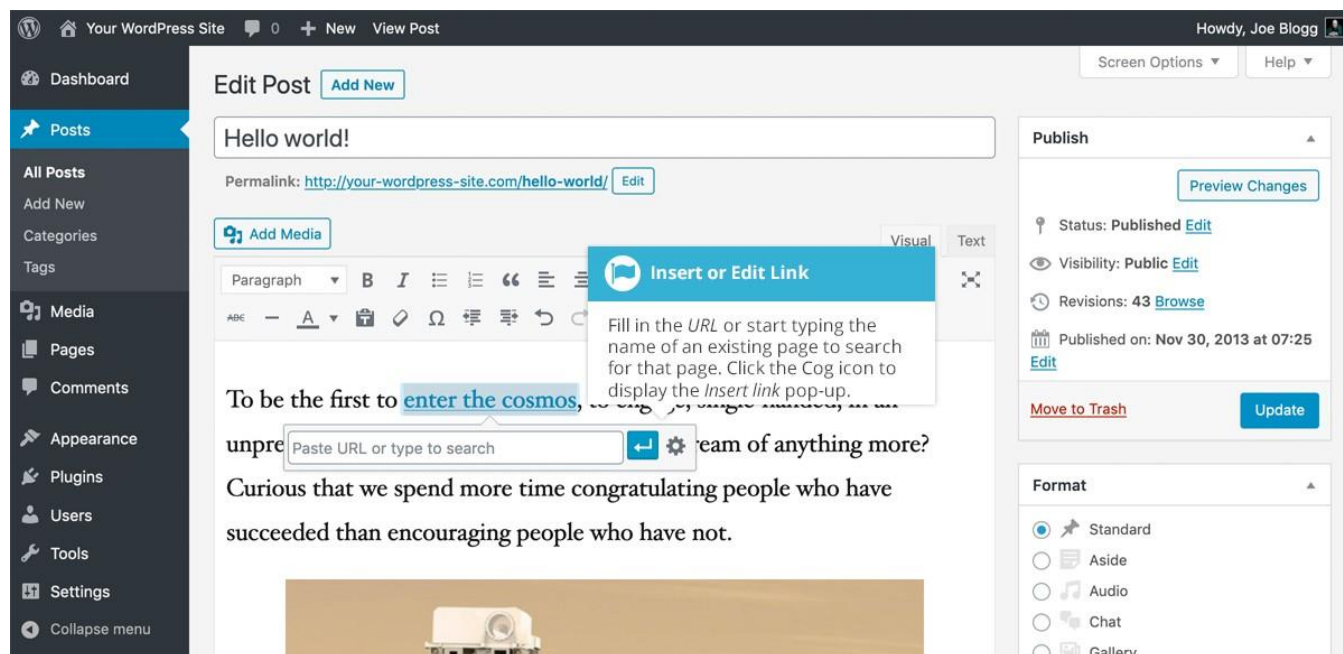 Your WordPress Site 0 New View Post Howdy, Joe Blogg
Screen Options Help
Dashboard
Posts
All Posts
Add New
Categories
Tags
Media
Pages
Comments
Appearance
Plugins
Users
Tools
Settings
Collapse menu
Edit Post Add New
Hello world!
Permalink: http://your-wordpress-site.com/hello-world/ Edit
Add Media
Visual Text
Paragraph B I
ABC A Ω
Insert or Edit Link
Fill in the URL or start typing the
name of an existing page to search
for that page. Click the Cog icon to
display the Insert link pop-up.
To be the first to enter the cosmos,
Paste URL or type to search
unpre ream of anything more?
Curious that we spend more time congratulating people who have
succeeded than encouraging people who have not.
Publish
Preview Changes
Status: Published Edit
Visibility: Public Edit
Revisions: 43 Browse
Published on: Nov 30, 2013 at 07:25
Edit
Move to Trash Update
Format
Standard
Aside
Audio
Chat
Gallery